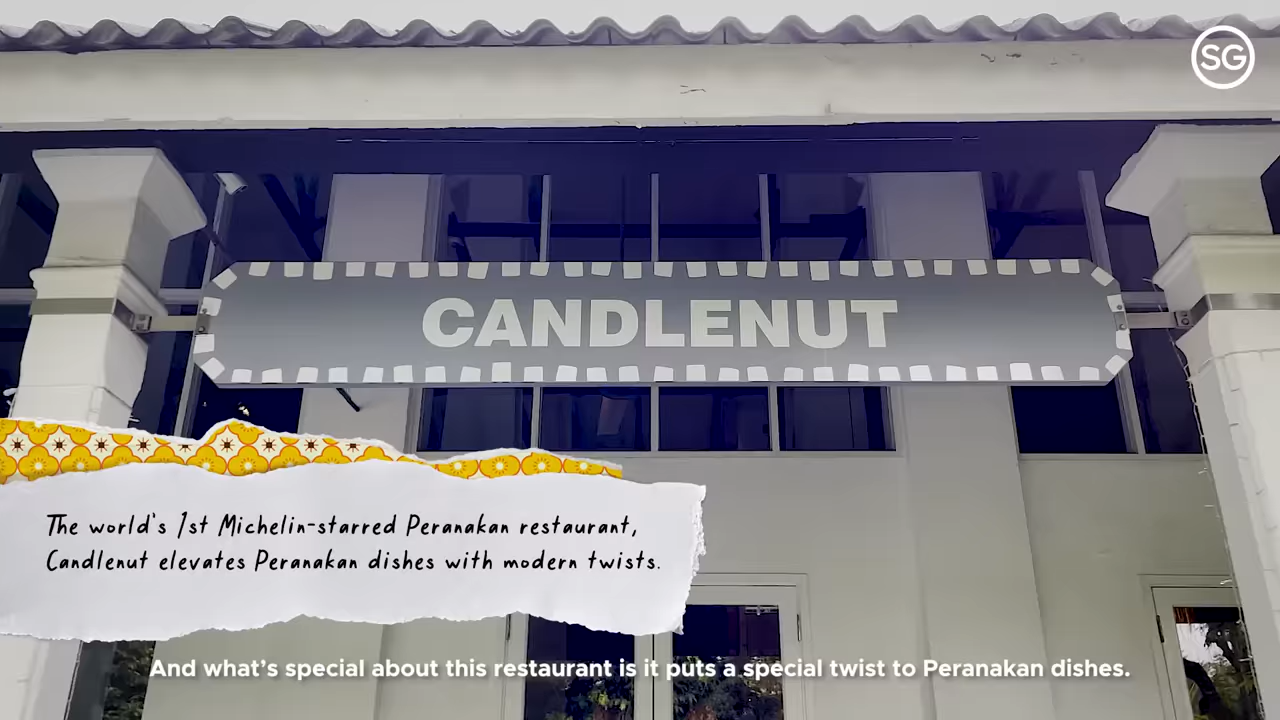 SG
CANDLENUT
The world's 1st Michelin-starred Peranakan restaurant,
Candlenut elevates Peranakan dishes with modern twists.
And what's special about this restaurant is it puts a special twist to Peranakan dishes.